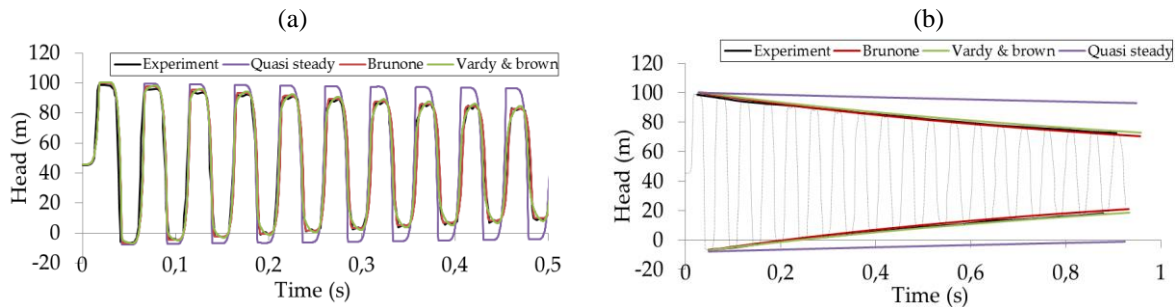 (a)
Experiment Quasi steady Brunone Vardy & brown
120
100
80
60
40
20
0
-20
Head (m)
0 0,1 0,2 0,3 0,4 0,5
Time (s)
(b)
Experiment Brunone Vardy & brown Quasi steady
120
100
80
60
40
20
0
-20
Head (m)
0 0,2 0,4 0,6 0,8 1
Time (s)